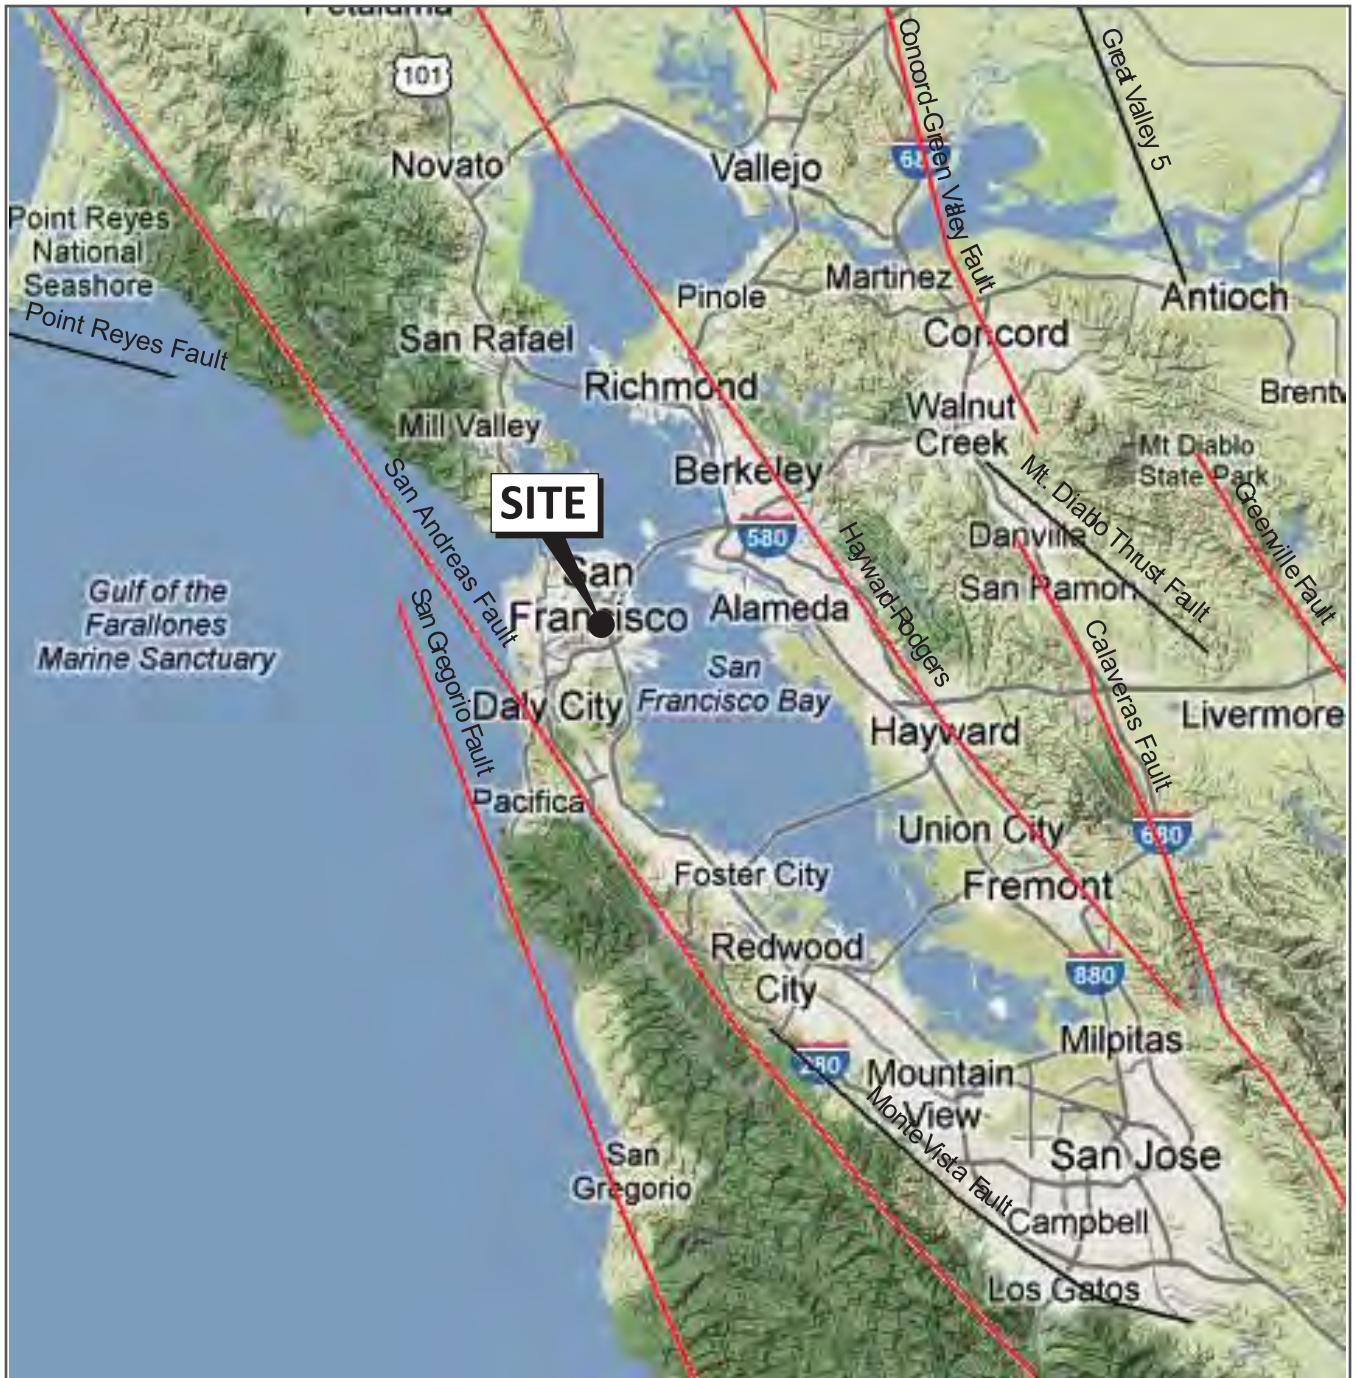 Petaluma
101
Novato
Vallejo
680
Concord-Green Valley Fault
Great Valley 5
Point Reyes
National
Seashore
Point Reyes Fault
San Rafael
Pinole
Martinez
Antioch
Concord
Richmond
Brentw
Mill Valley
Walnut
Creek
Berkeley
Mt Diablo
State Park
Mt. Diablo Thrust Fault
Greenville Fault
San Andreas Fault
SITE
580
Hayward-Rodgers
Danville
San Ramon
San
Francisco
Alameda
Gulf of the
Farallones
Marine Sanctuary
San Gregorio Fault
San
Francisco Bay
Calaveras Fault
Daly City
Hayward
Livermore
Pacifica
Union City
680
Foster City
Fremont
Redwood
City
880
Milpitas
280
Mountain
View
Monte Vista Fault
San Jose
San
Gregorio
Campbell
Los Gatos